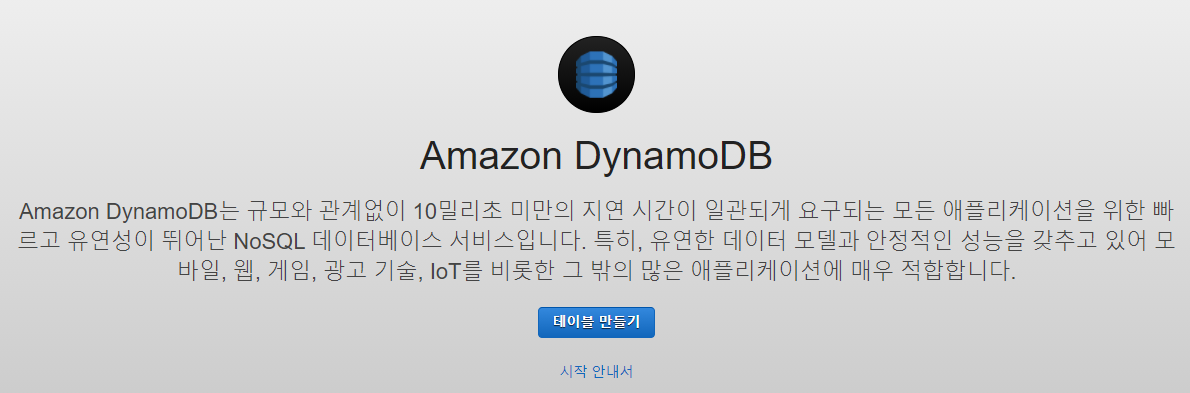 Amazon DynamoDB
Amazon DynamoDB는 규모와 관계없이 10밀리초 미만의 지연 시간이 일관되게 요구되는 모든 애플리케이션을 위한 빠
르고 유연성이 뛰어난 NoSQL 데이터베이스 서비스입니다. 특히, 유연한 데이터 모델과 안정적인 성능을 갖추고 있어 모
바일, 웹, 게임, 광고 기술, IoT를 비롯한 그 밖의 많은 애플리케이션에 매우 적합합니다.
테이블 만들기
시작 안내서